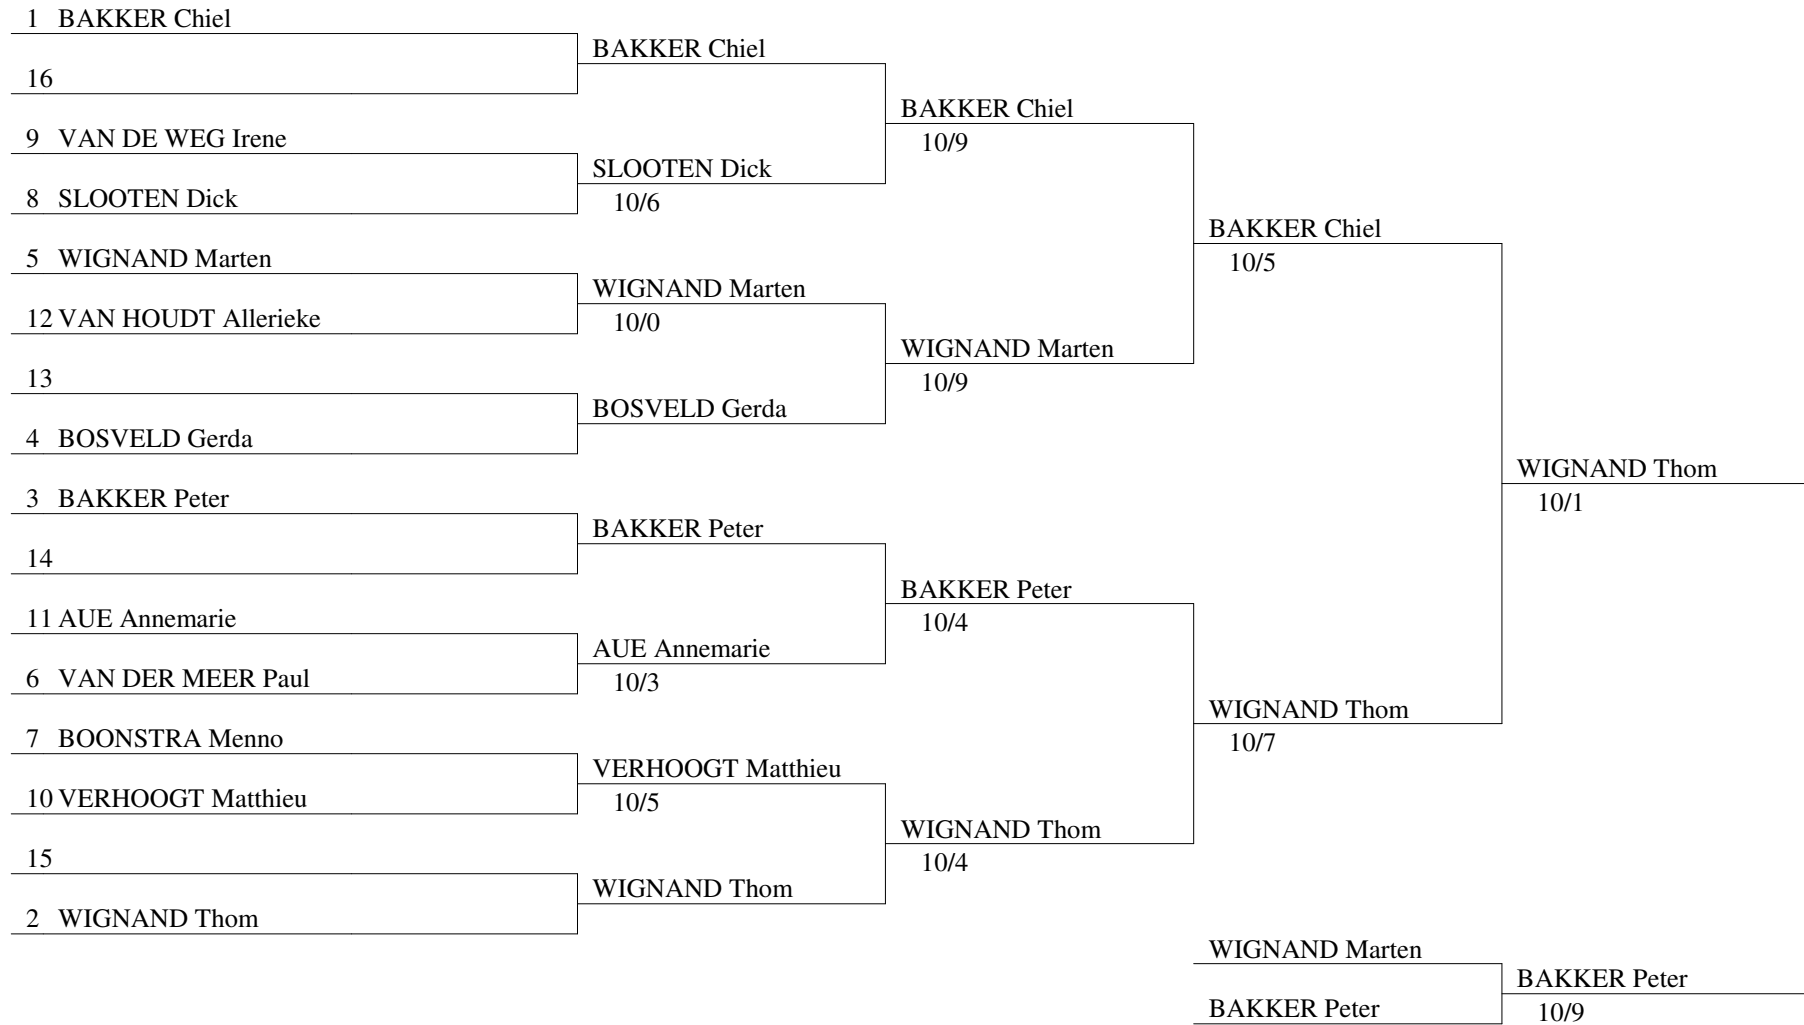 1 BAKKER Chiel
16
9 VAN DE WEG Irene
8 SLOOTEN Dick
5 WIGNAND Marten
12 VAN HOUDT Allerieke
13
4 BOSVELD Gerda
3 BAKKER Peter
14
11 AUE Annemarie
6 VAN DER MEER Paul
7 BOONSTRA Menno
10 VERHOOGT Matthieu
15
2 WIGNAND Thom
BAKKER Chiel
SLOOTEN Dick
10/6
WIGNAND Marten
10/0
BOSVELD Gerda
BAKKER Peter
AUE Annemarie
10/3
VERHOOGT Matthieu
10/5
WIGNAND Thom
BAKKER Chiel
10/9
WIGNAND Marten
10/9
BAKKER Peter
10/4
WIGNAND Thom
10/4
BAKKER Chiel
10/5
WIGNAND Thom
10/7
WIGNAND Thom
10/1
WIGNAND Marten
BAKKER Peter
BAKKER Peter
10/9